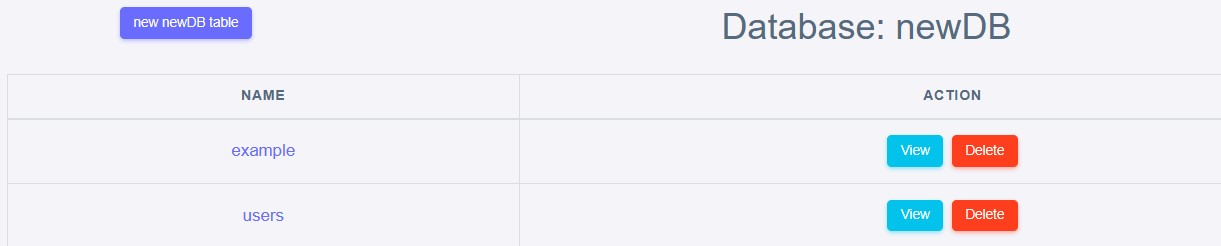 new newDB table
Database: newDB
NAME
ACTION
example
View
Delete
users
View
Delete